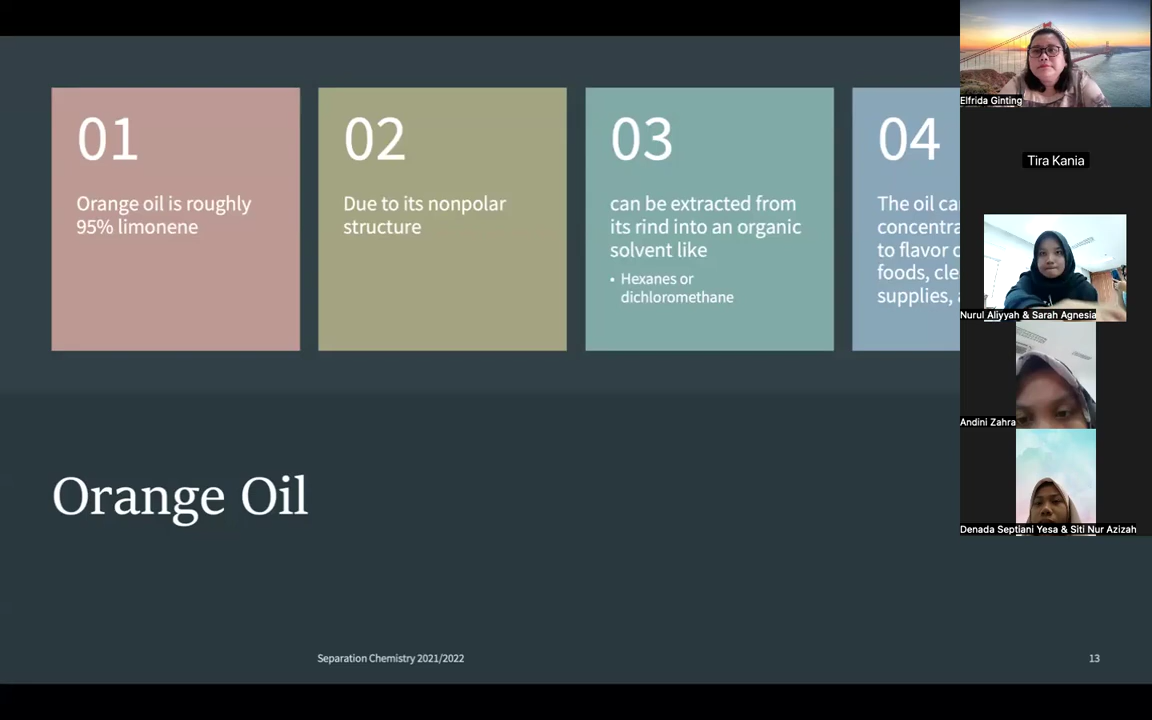 01
Orange oil is roughly
95% limonene
02
Due to its nonpolar
structure
03
can be extracted from
its rind into an organic
solvent like
• Hexanes or
dichloromethane
04
The oil ca
concentra
to flavor
foods, cle
supplies,
Orange Oil
Separation Chemistry 2021/2022
13
Elfrida Ginting
Tira Kania
Nurul Aliyyah & Sarah Agnesia
Andini Zahra
Denada Septiani Yesa & Siti Nur Azizah